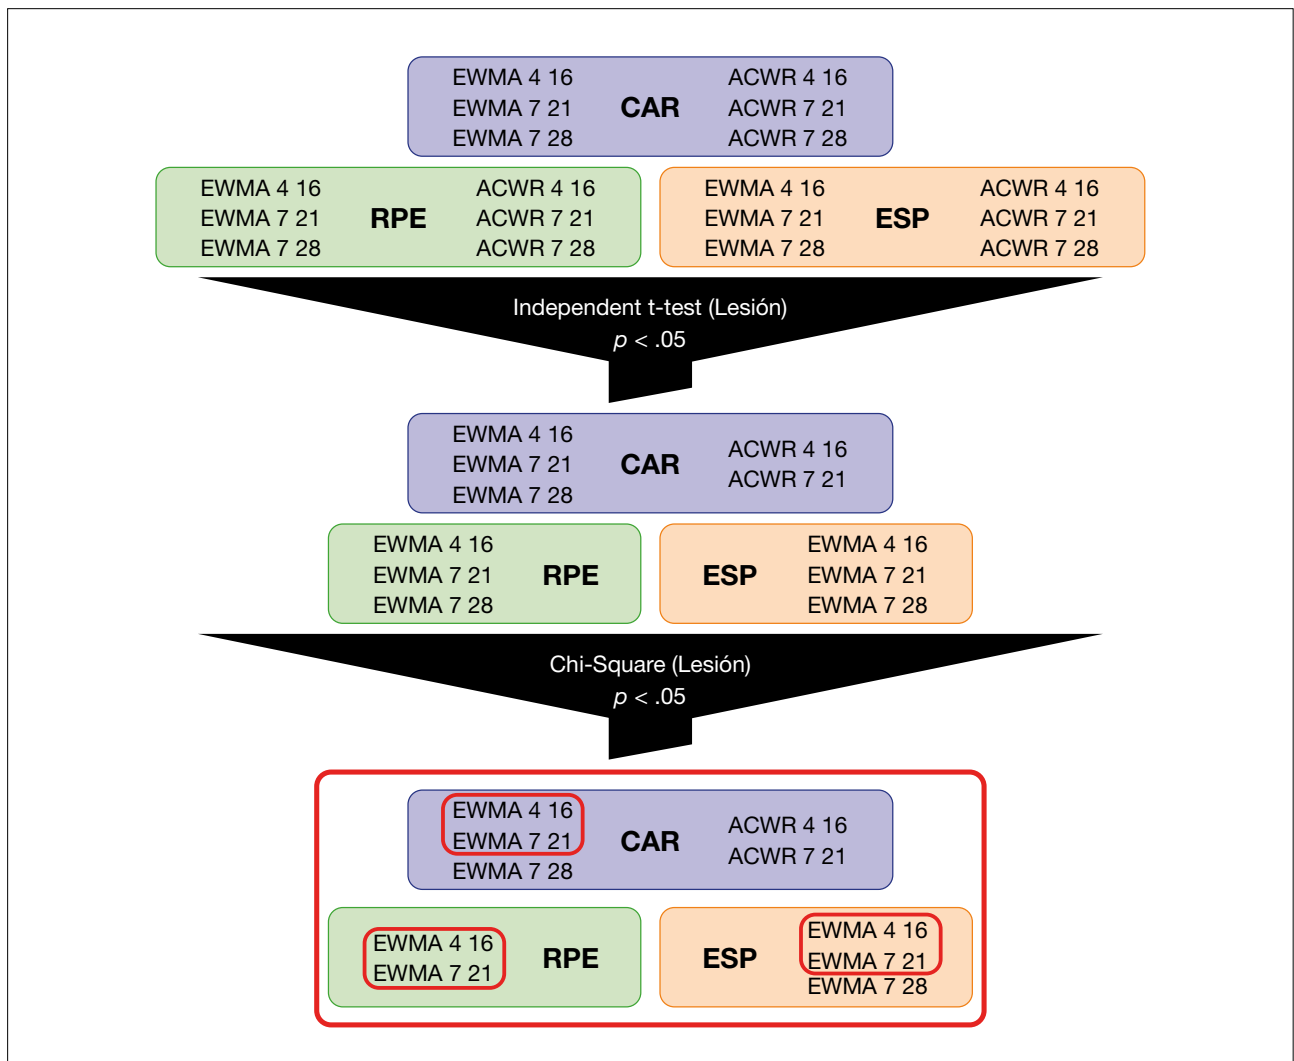 EWMA 4 16
EWMA 7 21
EWMA 7 28
CAR
ACWR 4 16
ACWR 7 21
ACWR 7 28
EWMA 4 16
EWMA 7 21
EWMA 7 28
RPE
ACWR 4 16
ACWR 7 21
ACWR 7 28
EWMA 4 16
EWMA 7 21
EWMA 7 28
ESP
ACWR 4 16
ACWR 7 21
ACWR 7 28
Independent t-test (Lesión)
p < .05
EWMA 4 16
EWMA 7 21
EWMA 7 28
CAR
ACWR 4 16
ACWR 7 21
EWMA 4 16
EWMA 7 21
EWMA 7 28
RPE
ESP
EWMA 4 16
EWMA 7 21
EWMA 7 28
Chi-Square (Lesión)
p < .05
EWMA 4 16
EWMA 7 21
EWMA 7 28
CAR
ACWR 4 16
ACWR 7 21
EWMA 4 16
EWMA 7 21
RPE
ESP
EWMA 4 16
EWMA 7 21
EWMA 7 28